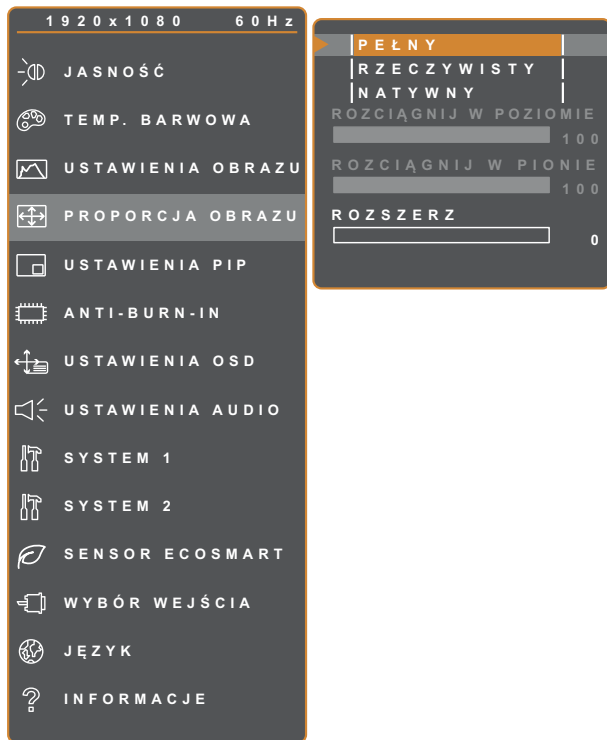 1920x1080 60Hz
JASNOŚĆ
TEMP. BARWOWA
USTAWIENIA OBRAZU
PROPORCJA OBRAZU
USTAWIENIA PIP
ANTI-BURN-IN
USTAWIENIA OSD
USTAWIENIA AUDIO
SYSTEM 1
SYSTEM 2
SENSOR ECOSMART
WYBÓR WEJŚCIA
JĘZYK
INFORMACJE
PEŁNY
RZECZYWISTY
NATYWNY
ROZCIĄGNIJ W POZIOMIE
100
ROZCIĄGNIJ W PIONIE
100
ROZSZERZ
0